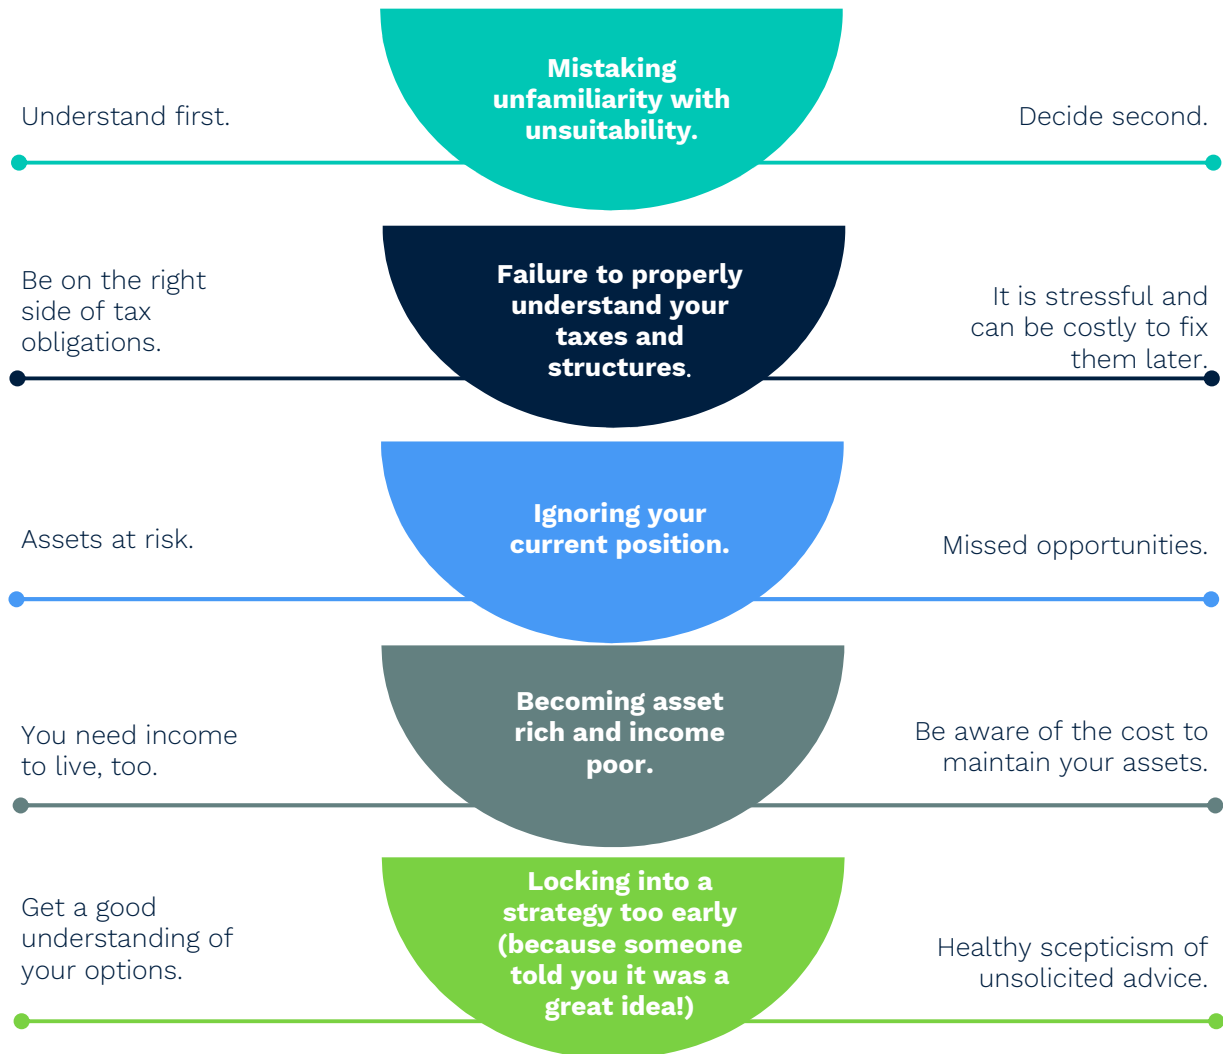 Mistaking
unfamiliarity with
unsuitability.
Understand first.
Decide second.
Failure to properly
understand your
taxes and
structures.
Be on the right
side of tax
obligations.
It is stressful and
can be costly to fix
them later.
Ignoring your
current position.
Assets at risk.
Missed opportunities.
Becoming asset
rich and income
poor.
You need income
to live, too.
Be aware of the cost to
maintain your assets.
Locking into a
strategy too early
(because someone
told you it was a
great idea!)
Get a good
understanding of
your options.
Healthy scepticism of
unsolicited advice.